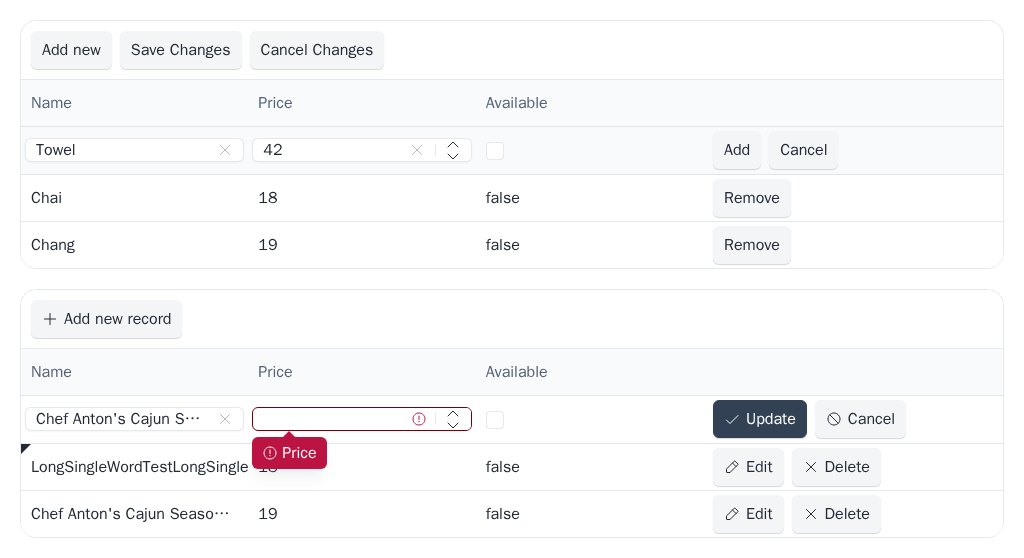 Add new Save Changes Cancel Changes
Name Price Available
Towel 42 Add Cancel
Chai 18 false Remove
Chang 19 false Remove
Add new record
Name Price Available
Chef Anton's Cajun S··· Update Cancel
Price
LongSingleWordTestLongSingle false Edit Delete
Chef Anton's Cajun Seaso··· 19 false Edit Delete